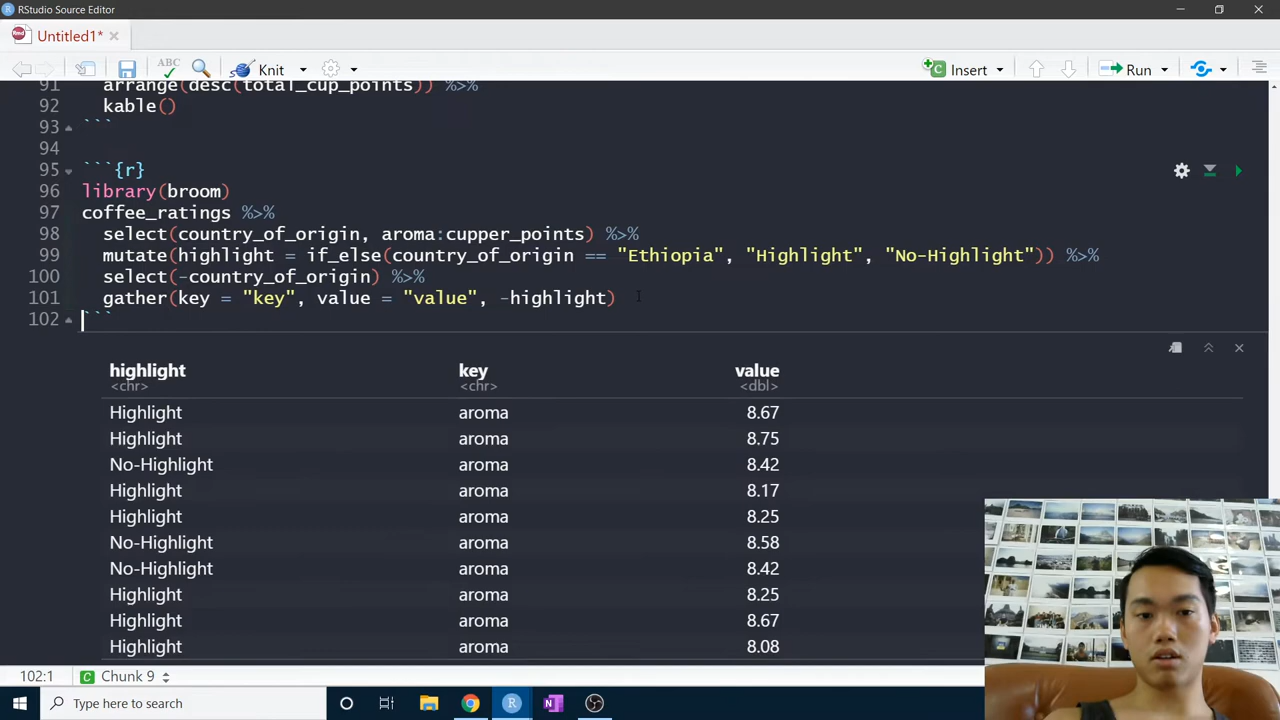 RStudio Source Editor
Untitled1*
ABC
Knit
Insert
Run
91 arrange(desc(total_cup_points)) %>%
92 kable()
93 ```
94
95 ```{r}
96 library(broom)
97 coffee_ratings %>%
98 select(country_of_origin, aroma:cupper_points) %>%
99 mutate(highlight = if_else(country_of_origin == "Ethiopia", "Highlight", "No-Highlight")) %>%
100 select(-country_of_origin) %>%
101 gather(key = "key", value = "value", -highlight)
102 ```
highlight key value
<chr> <chr> <dbl>
Highlight aroma 8.67
Highlight aroma 8.75
No-Highlight aroma 8.42
Highlight aroma 8.17
Highlight aroma 8.25
No-Highlight aroma 8.58
No-Highlight aroma 8.42
Highlight aroma 8.25
Highlight aroma 8.67
Highlight aroma 8.08
102:1 C Chunk 9
Type here to search